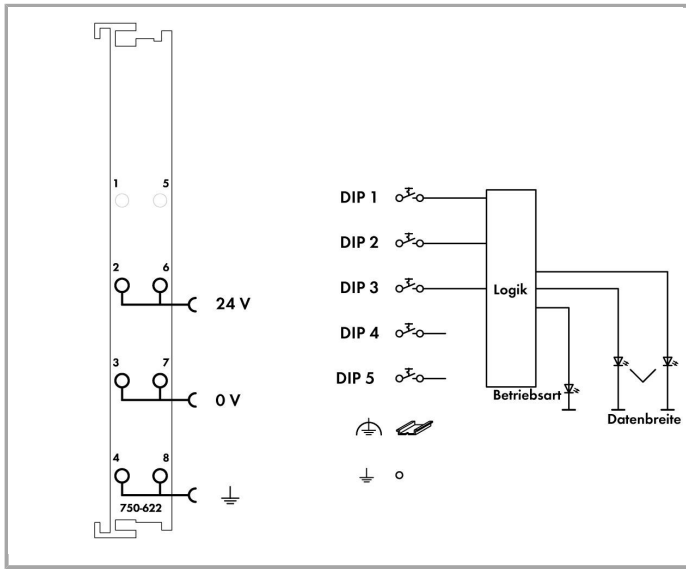 1 5
2 6
24 V
3 7
0 V
4 8
750-622
DIP 1
DIP 2
DIP 3
DIP 4
DIP 5
Logik
Betriebsart
Datenbreite